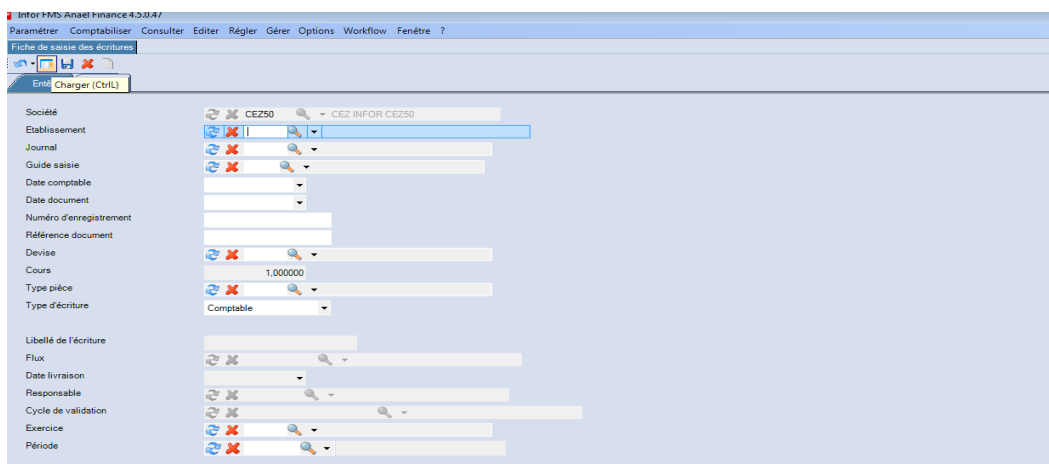 Infor FMS Anael Finance 4.5.0.47
Paramétrer Comptabiliser Consulter Editer Régler Gérer Options Workflow Fenêtre ?
Fiche de saisie des écritures
Charger (CtrlL)
Société CEZ50 CEZ INFOR CEZ50
Etablissement
Journal
Guide saisie
Date comptable
Date document
Numéro d'enregistrement
Référence document
Devise
Cours 1,000000
Type pièce
Type d'écriture Comptable
Libellé de l'écriture
Flux
Date livraison
Responsable
Cycle de validation
Exercice
Période